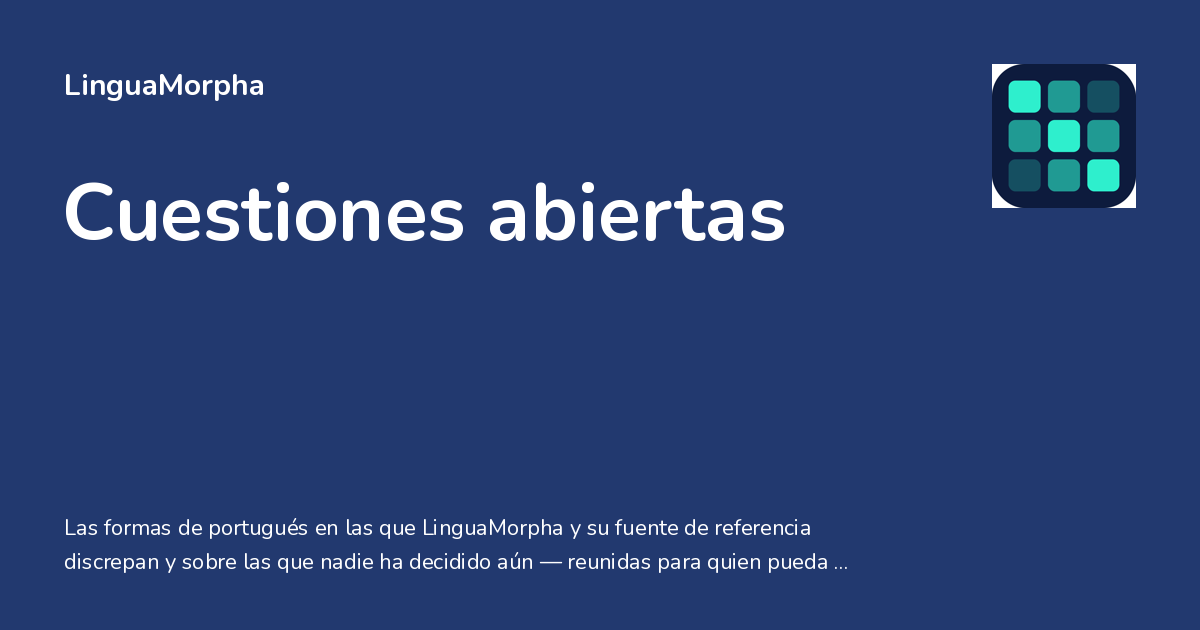 LinguaMorpha
Cuestiones abiertas
Las formas de portugués en las que LinguaMorpha y su fuente de referencia
discrepan y sobre las que nadie ha decidido aún — reunidas para quien pueda ...